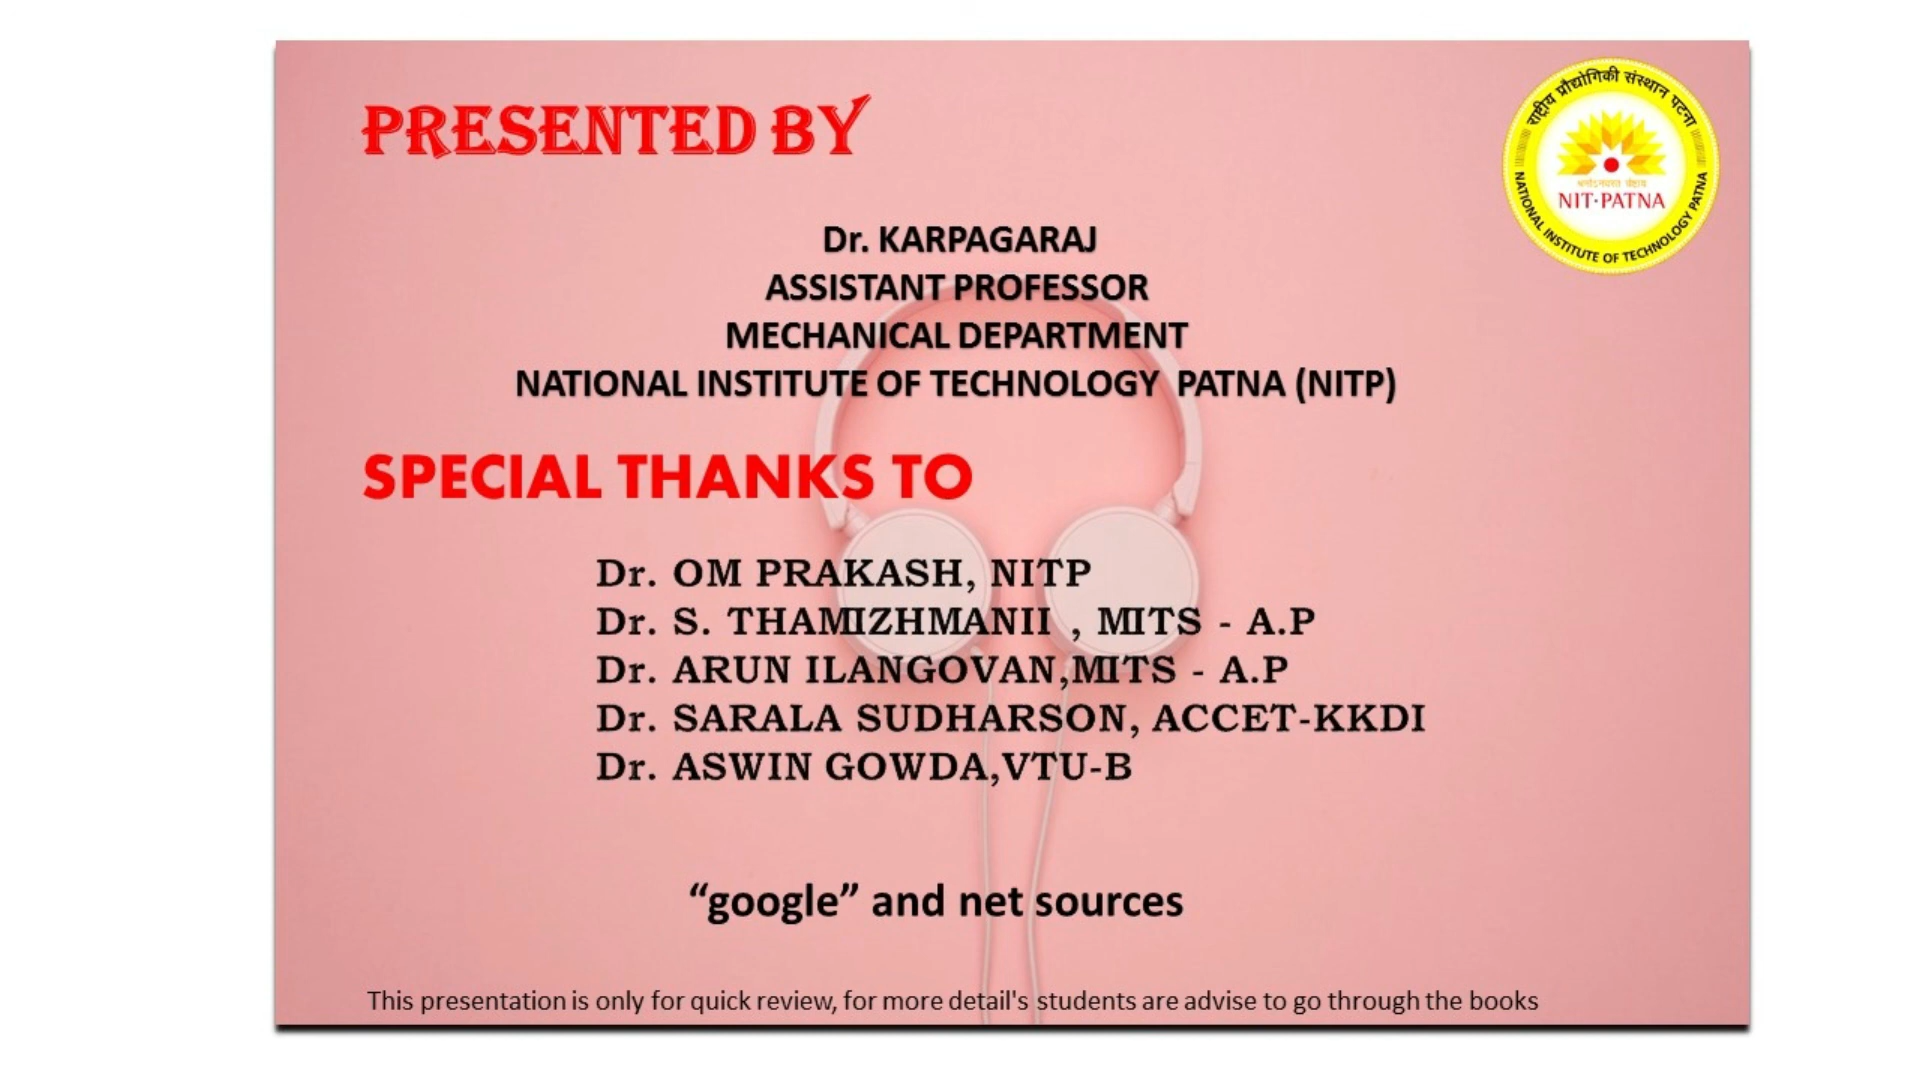 PRESENTED BY
राष्ट्रीय प्रौद्योगिकी संस्थान पटना
NIT·PATNA
NATIONAL INSTITUTE OF TECHNOLOGY PATNA
Dr. KARPAGARAJ
ASSISTANT PROFESSOR
MECHANICAL DEPARTMENT
NATIONAL INSTITUTE OF TECHNOLOGY PATNA (NITP)
SPECIAL THANKS TO
Dr. OM PRAKASH, NITP
Dr. S. THAMIZHMANII , MITS - A.P
Dr. ARUN ILANGOVAN,MITS - A.P
Dr. SARALA SUDHARSON, ACCET-KKDI
Dr. ASWIN GOWDA,VTU-B
“google” and net sources
This presentation is only for quick review, for more detail's students are advise to go through the books